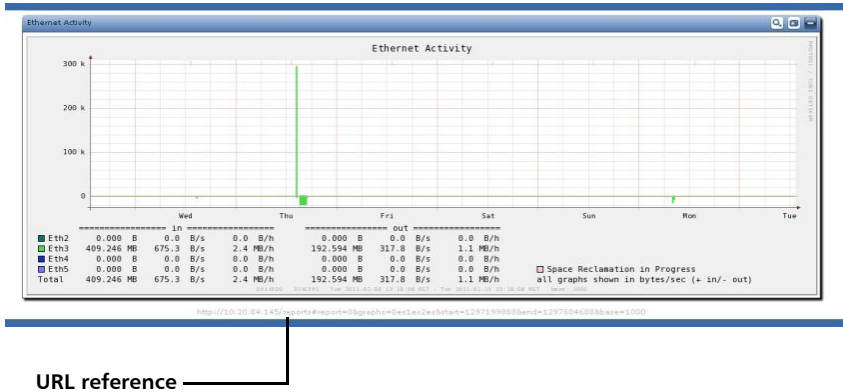 Ethernet Activity
Ethernet Activity
300 k
200 k
100 k
0
Wed Thu Fri Sat Sun Mon Tue
================= in ================= ================= out =================
Eth2 0.000 B 0.0 B/s 0.0 B/h 0.000 B 0.0 B/s 0.0 B/h
Eth3 409.246 MB 675.3 B/s 2.4 MB/h 192.594 MB 317.8 B/s 1.1 MB/h
Eth4 0.000 B 0.0 B/s 0.0 B/h 0.000 B 0.0 B/s 0.0 B/h
Eth5 0.000 B 0.0 B/s 0.0 B/h 0.000 B 0.0 B/s 0.0 B/h Space Reclamation in Progress
Total 409.246 MB 675.3 B/s 2.4 MB/h 192.594 MB 317.8 B/s 1.1 MB/h all graphs shown in bytes/sec (+ in/- out)
RRDTOOL / TOBI OETIKER
URL reference